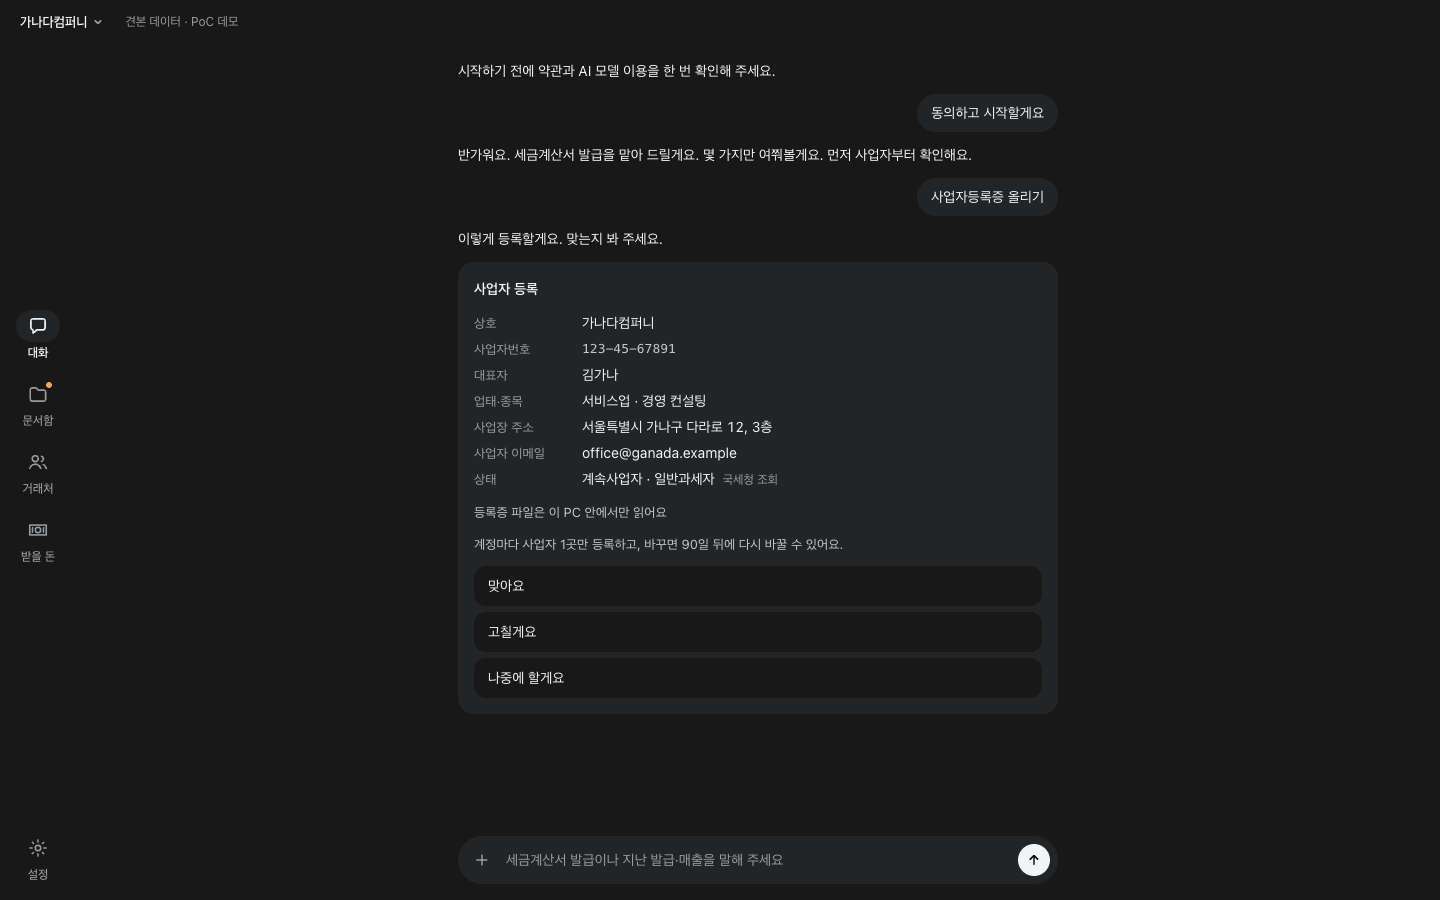 가나다컴퍼니
견본 데이터 · PoC 데모
시작하기 전에 약관과 AI 모델 이용을 한 번 확인해 주세요.
동의하고 시작할게요
반가워요. 세금계산서 발급을 맡아 드릴게요. 몇 가지만 여쭤볼게요. 먼저 사업자부터 확인해요.
사업자등록증 올리기
이렇게 등록할게요. 맞는지 봐 주세요.
사업자 등록
상호 가나다컴퍼니
사업자번호 123-45-67891
대표자 김가나
업태·종목 서비스업 · 경영 컨설팅
사업장 주소 서울특별시 가나구 다라로 12, 3층
사업자 이메일 office@ganada.example
상태 계속사업자 · 일반과세자 국세청 조회
등록증 파일은 이 PC 안에서만 읽어요
계정마다 사업자 1곳만 등록하고, 바꾸면 90일 뒤에 다시 바꿀 수 있어요.
맞아요
고칠게요
나중에 할게요
대화
문서함
거래처
받을 돈
설정
세금계산서 발급이나 지난 발급·매출을 말해 주세요